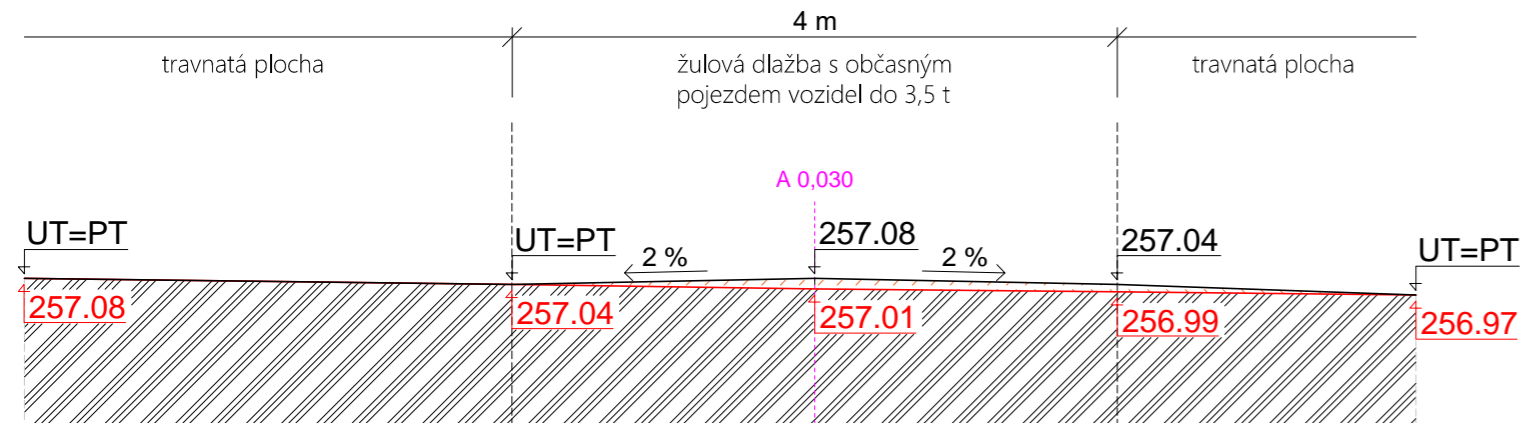 4 m
travnatá plocha
žulová dlažba s občasným
pojezdem vozidel do 3,5 t
travnatá plocha
A 0,030
UT=PT
UT=PT
2 %
257.08
2 %
257.04
UT=PT
257.08
257.04
257.01
256.99
256.97